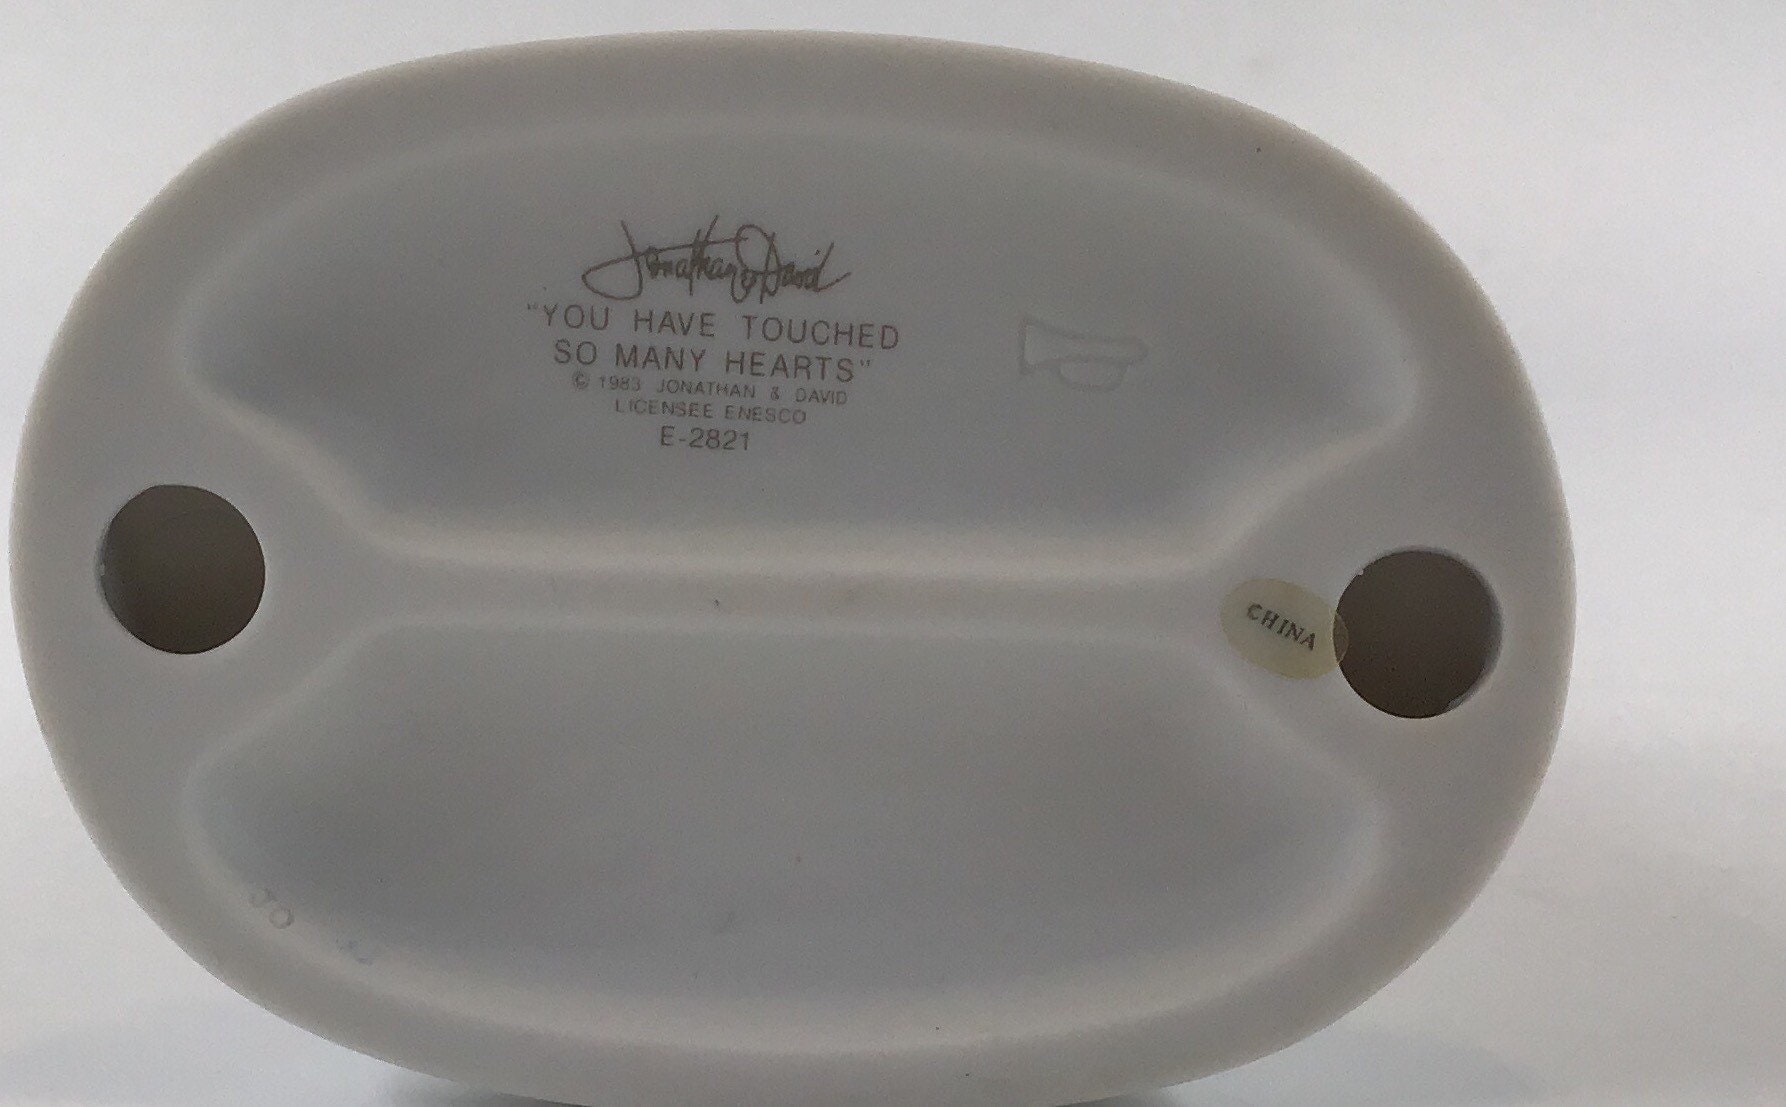 Jonathan & David
"YOU HAVE TOUCHED
SO MANY HEARTS"
© 1983 JONATHAN & DAVID
LICENSEE ENESCO
E-2821
CHINA